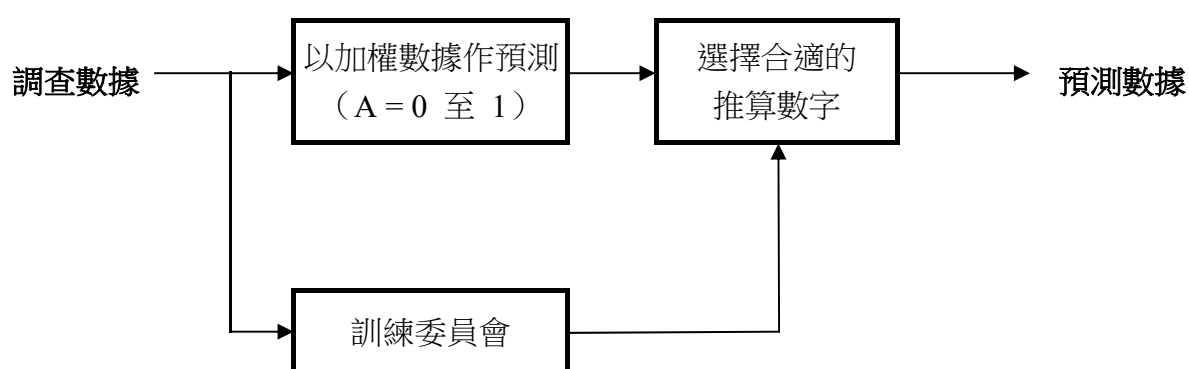 調查數據
以加權數據作預測
（A = 0 至 1）
選擇合適的
推算數字
預測數據
訓練委員會